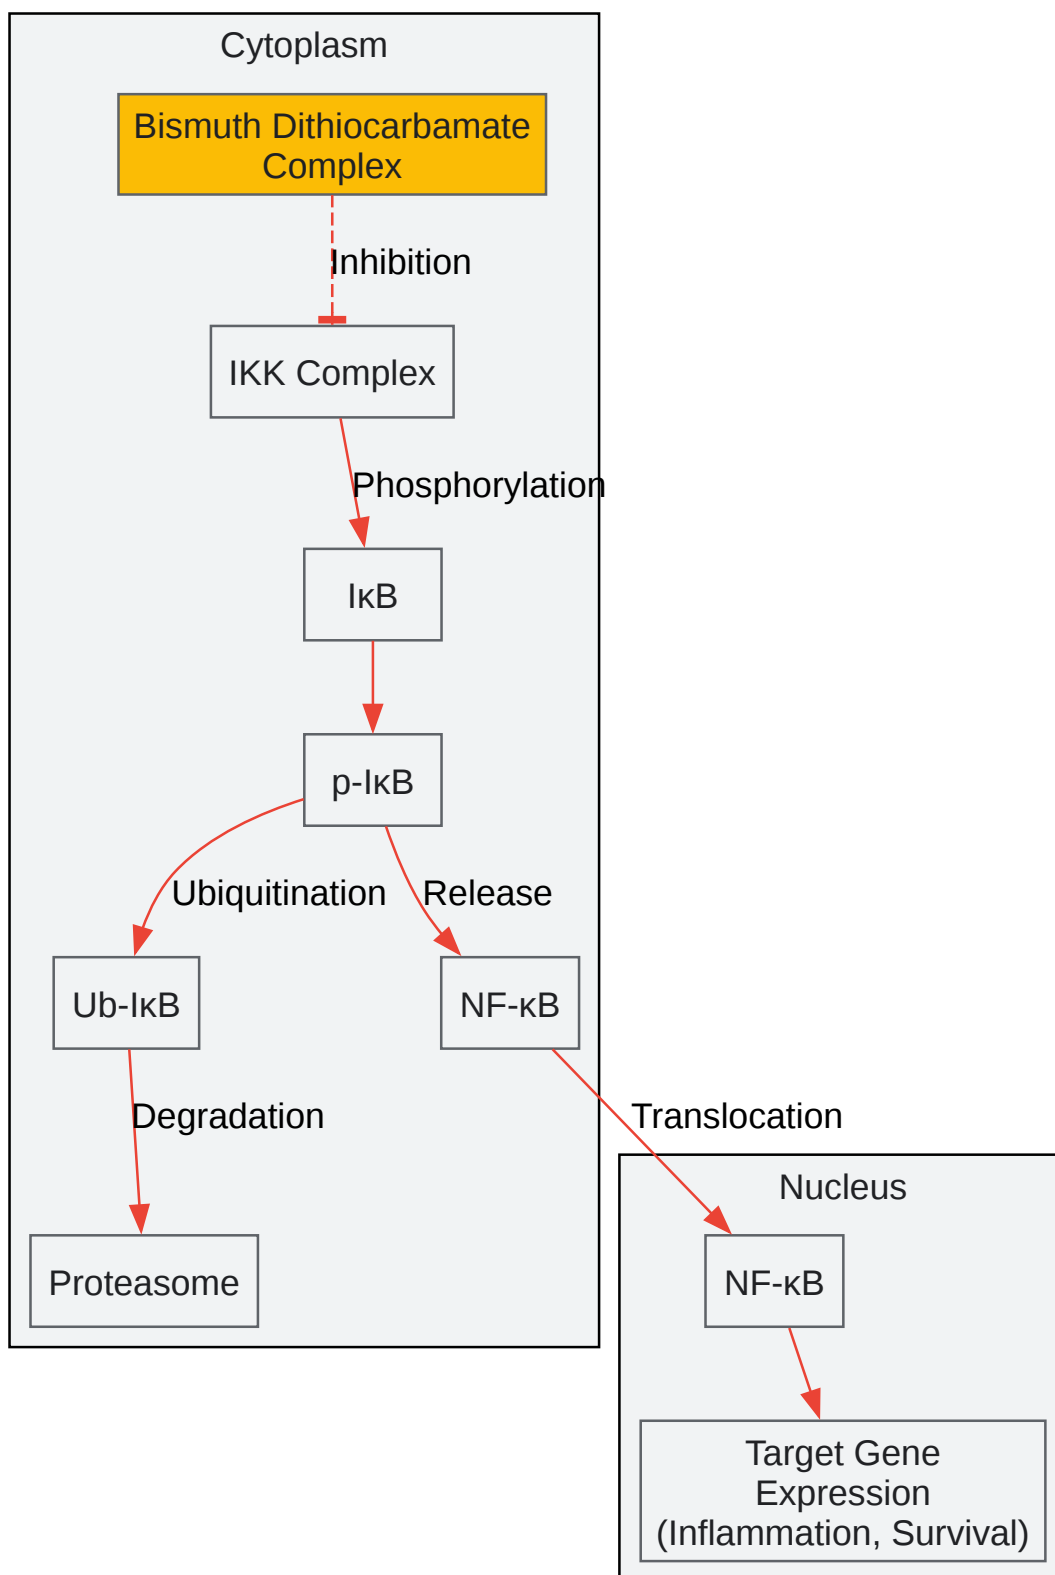 Cytoplasm
Bismuth Dithiocarbamate
Complex
Inhibition
IKK Complex
Phosphorylation
IκB
p-IκB
Ubiquitination
Release
Ub-IκB
NF-κB
Degradation
Translocation
Proteasome
Nucleus
NF-κB
Target Gene
Expression
(Inflammation, Survival)